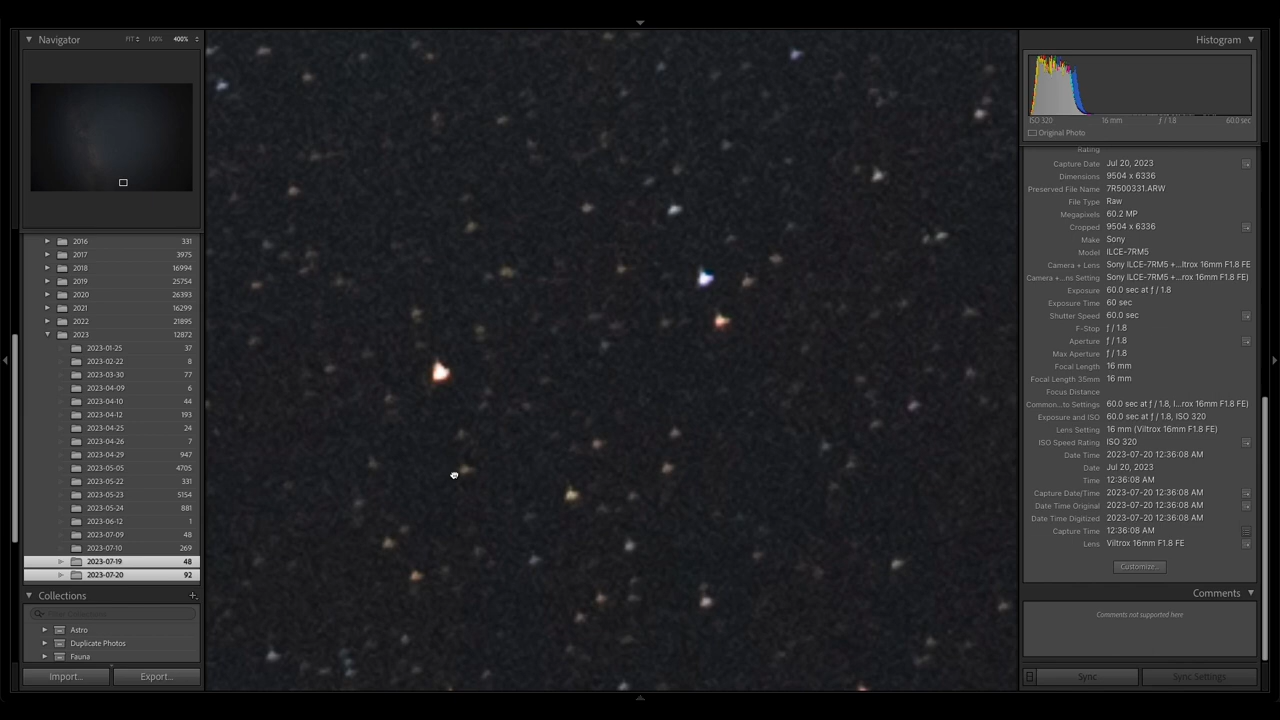 Navigator
FIT
100%
400%
2016 331
2017 3975
2018 16994
2019 25754
2020 26393
2021 16299
2022 21895
2023 12872
2023-01-25 37
2023-02-22 8
2023-03-30 77
2023-04-09 6
2023-04-10 44
2023-04-12 193
2023-04-25 24
2023-04-26 7
2023-04-29 947
2023-05-05 4705
2023-05-22 331
2023-05-23 5154
2023-05-24 881
2023-06-12 1
2023-07-09 48
2023-07-10 269
2023-07-19 48
2023-07-20 92
Collections
Filter Collections
Astro
Duplicate Photos
Fauna
Import...
Export...
Histogram
ISO 320 16 mm ƒ / 1.8 60.0 sec
Original Photo
Rating
Capture Date Jul 20, 2023
Dimensions 9504 x 6336
Preserved File Name 7R500331.ARW
File Type Raw
Megapixels 60.2 MP
Cropped 9504 x 6336
Make Sony
Model ILCE-7RM5
Camera + Lens Sony ILCE-7RM5 +...ltrox 16mm F1.8 FE
Camera +...ns Setting Sony ILCE-7RM5 +...rox 16mm F1.8 FE)
Exposure 60.0 sec at ƒ / 1.8
Exposure Time 60 sec
Shutter Speed 60.0 sec
F-Stop ƒ / 1.8
Aperture ƒ / 1.8
Max Aperture ƒ / 1.8
Focal Length 16 mm
Focal Length 35mm 16 mm
Focus Distance
Common...to Settings 60.0 sec at ƒ / 1.8, I...rox 16mm F1.8 FE)
Exposure and ISO 60.0 sec at ƒ / 1.8, ISO 320
Lens Setting 16 mm (Viltrox 16mm F1.8 FE)
ISO Speed Rating ISO 320
Date Time 2023-07-20 12:36:08 AM
Date Jul 20, 2023
Time 12:36:08 AM
Capture Date/Time 2023-07-20 12:36:08 AM
Date Time Original 2023-07-20 12:36:08 AM
Date Time Digitized 2023-07-20 12:36:08 AM
Capture Time 12:36:08 AM
Lens Viltrox 16mm F1.8 FE
Customize...
Comments
Comments not supported here
Sync
Sync Settings